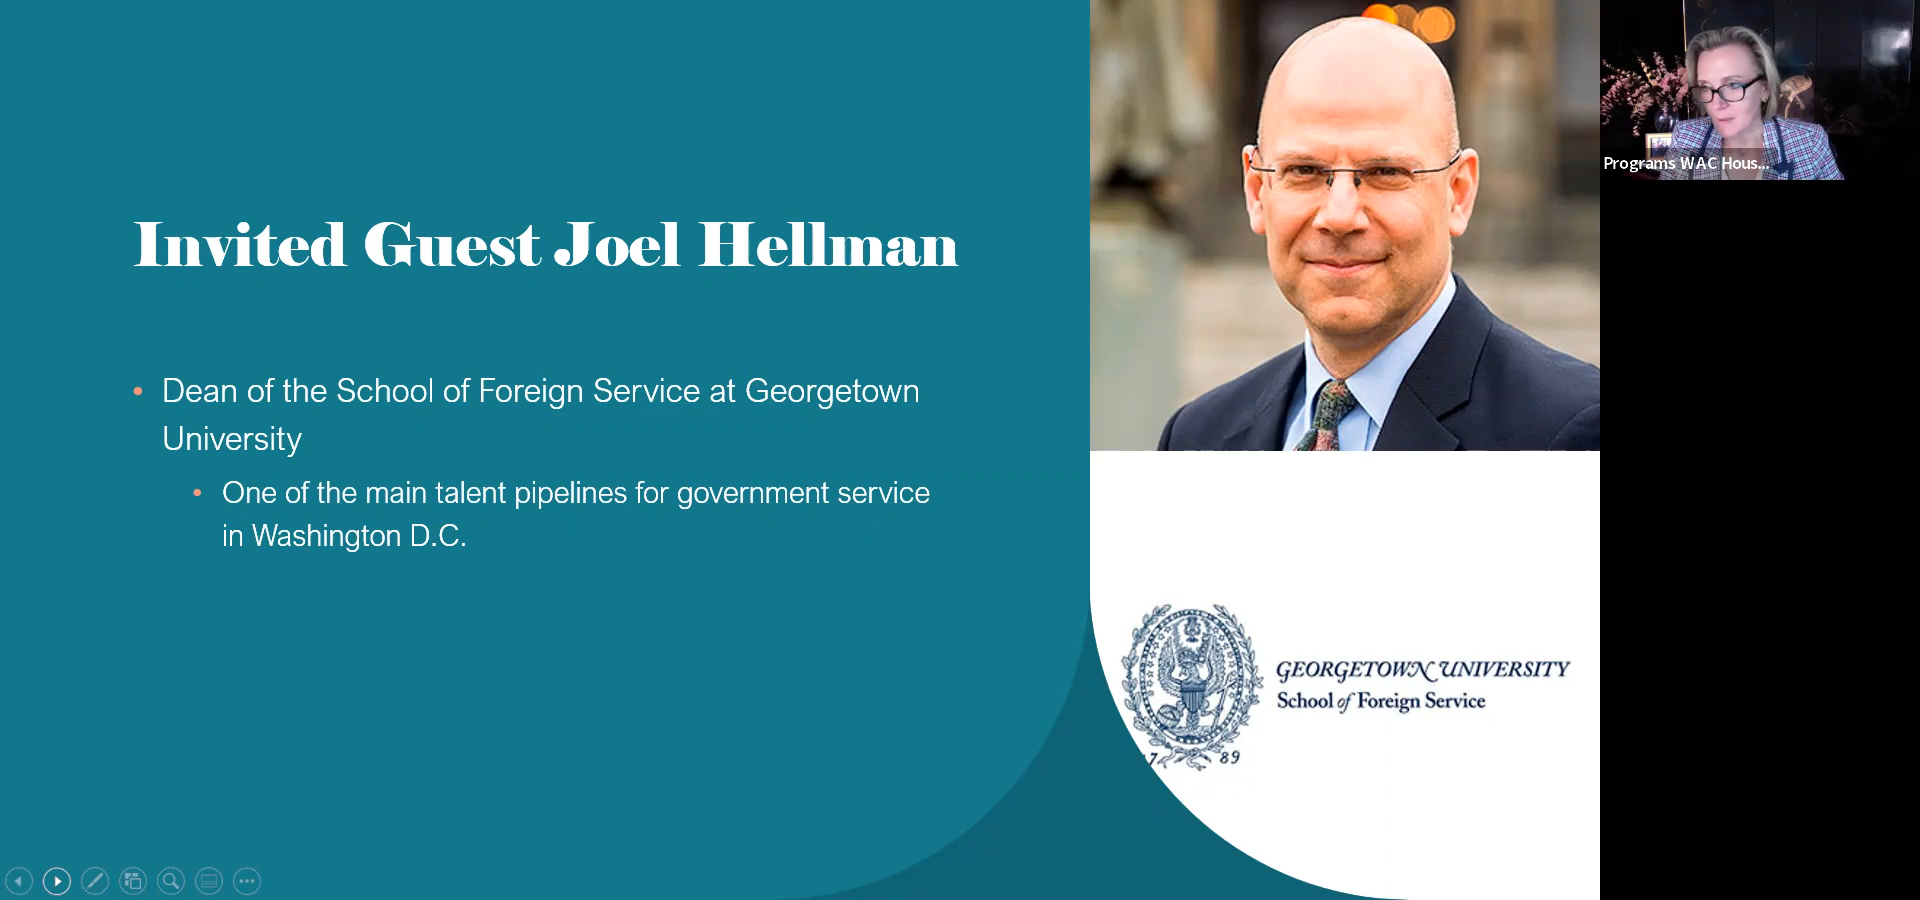 Invited Guest Joel Hellman
• Dean of the School of Foreign Service at Georgetown
University
• One of the main talent pipelines for government service
in Washington D.C.
GEORGETOWN UNIVERSITY
School of Foreign Service
17 89
Programs WAC Hous...